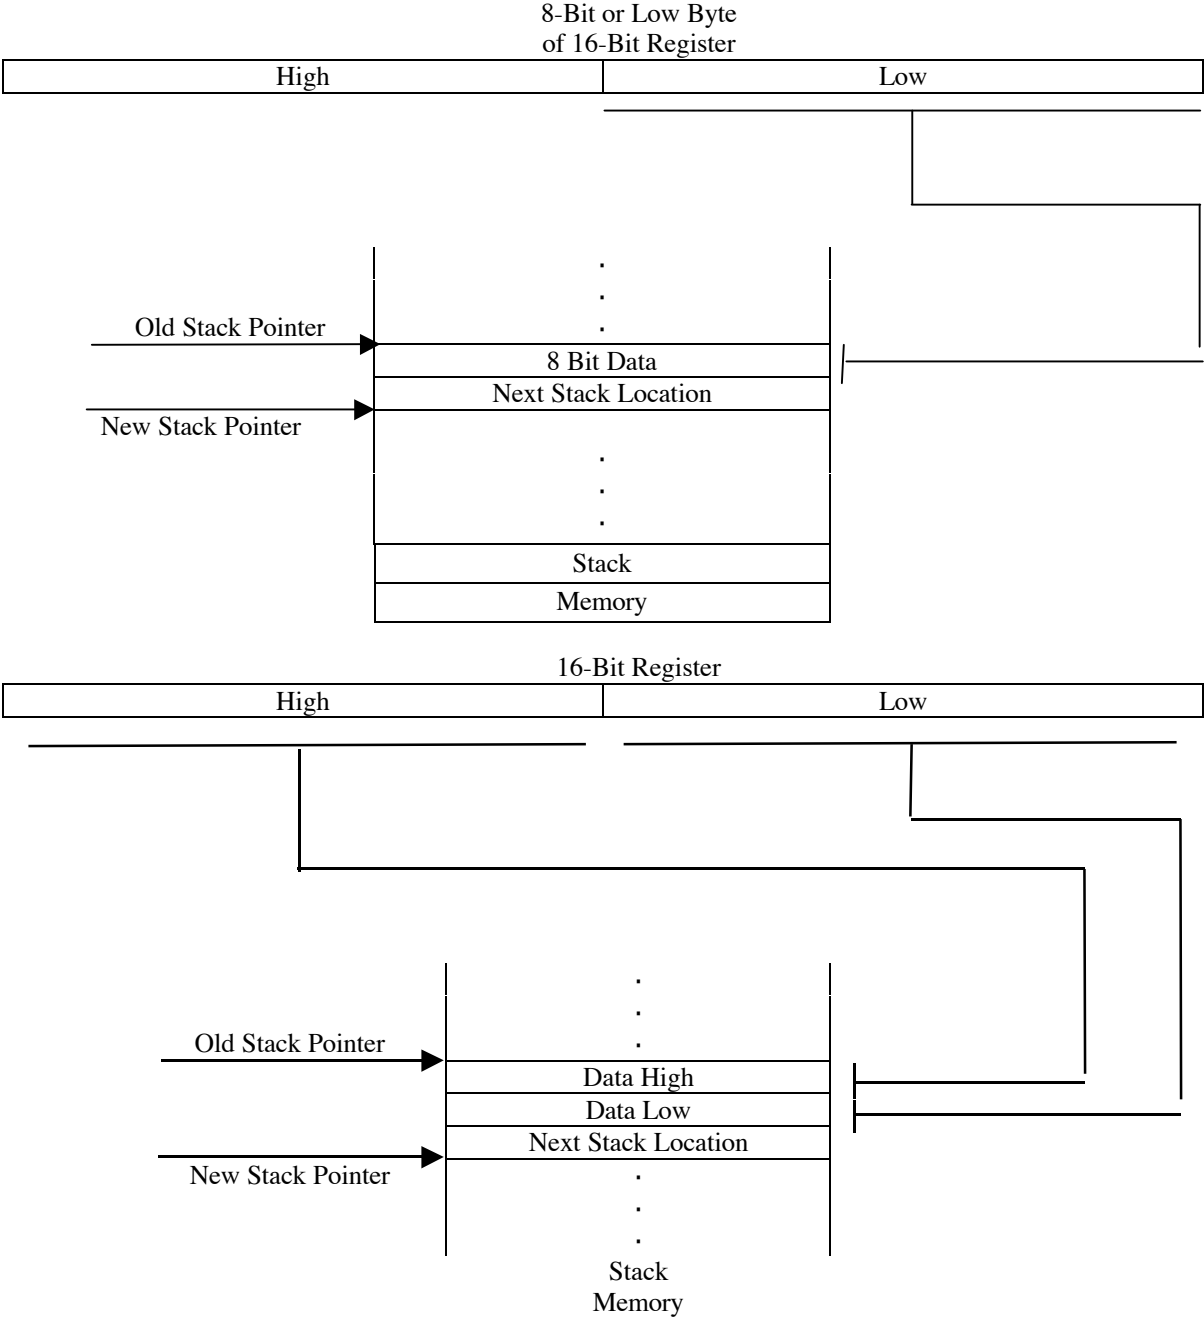 8-Bit or Low Byte
of 16-Bit Register
High Low
.
.
.
Old Stack Pointer
8 Bit Data
Next Stack Location
New Stack Pointer
.
.
.
Stack
Memory
16-Bit Register
High Low
.
.
.
Old Stack Pointer
Data High
Data Low
Next Stack Location
New Stack Pointer
.
.
.
Stack
Memory